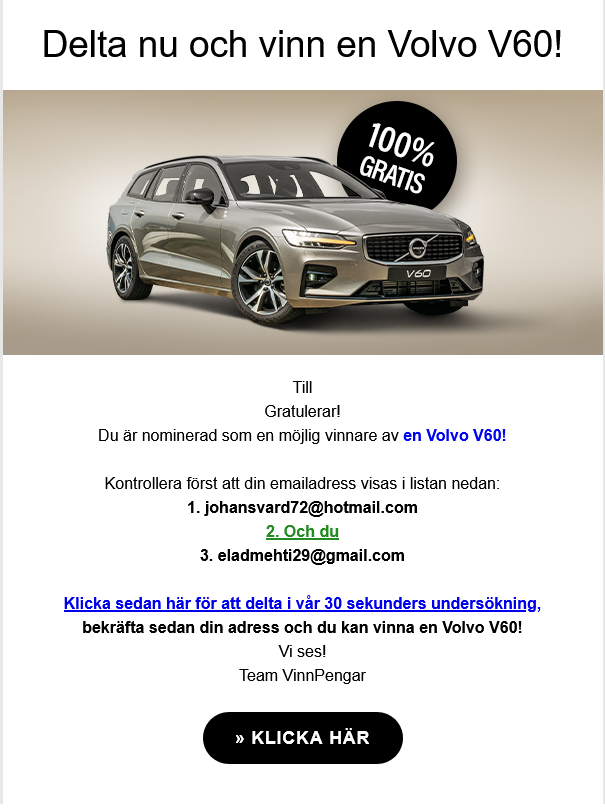 Delta nu och vinn en Volvo V60!
100%
GRATIS
V60
Till
Gratulerar!
Du är nominerad som en möjlig vinnare av en Volvo V60!
Kontrollera först att din emailadress visas i listan nedan:
1. johansvard72@hotmail.com
2. Och du
3. eladmehti29@gmail.com
Klicka sedan här för att delta i vår 30 sekunders undersökning,
bekräfta sedan din adress och du kan vinna en Volvo V60!
Vi ses!
Team VinnPengar
» KLICKA HÄR